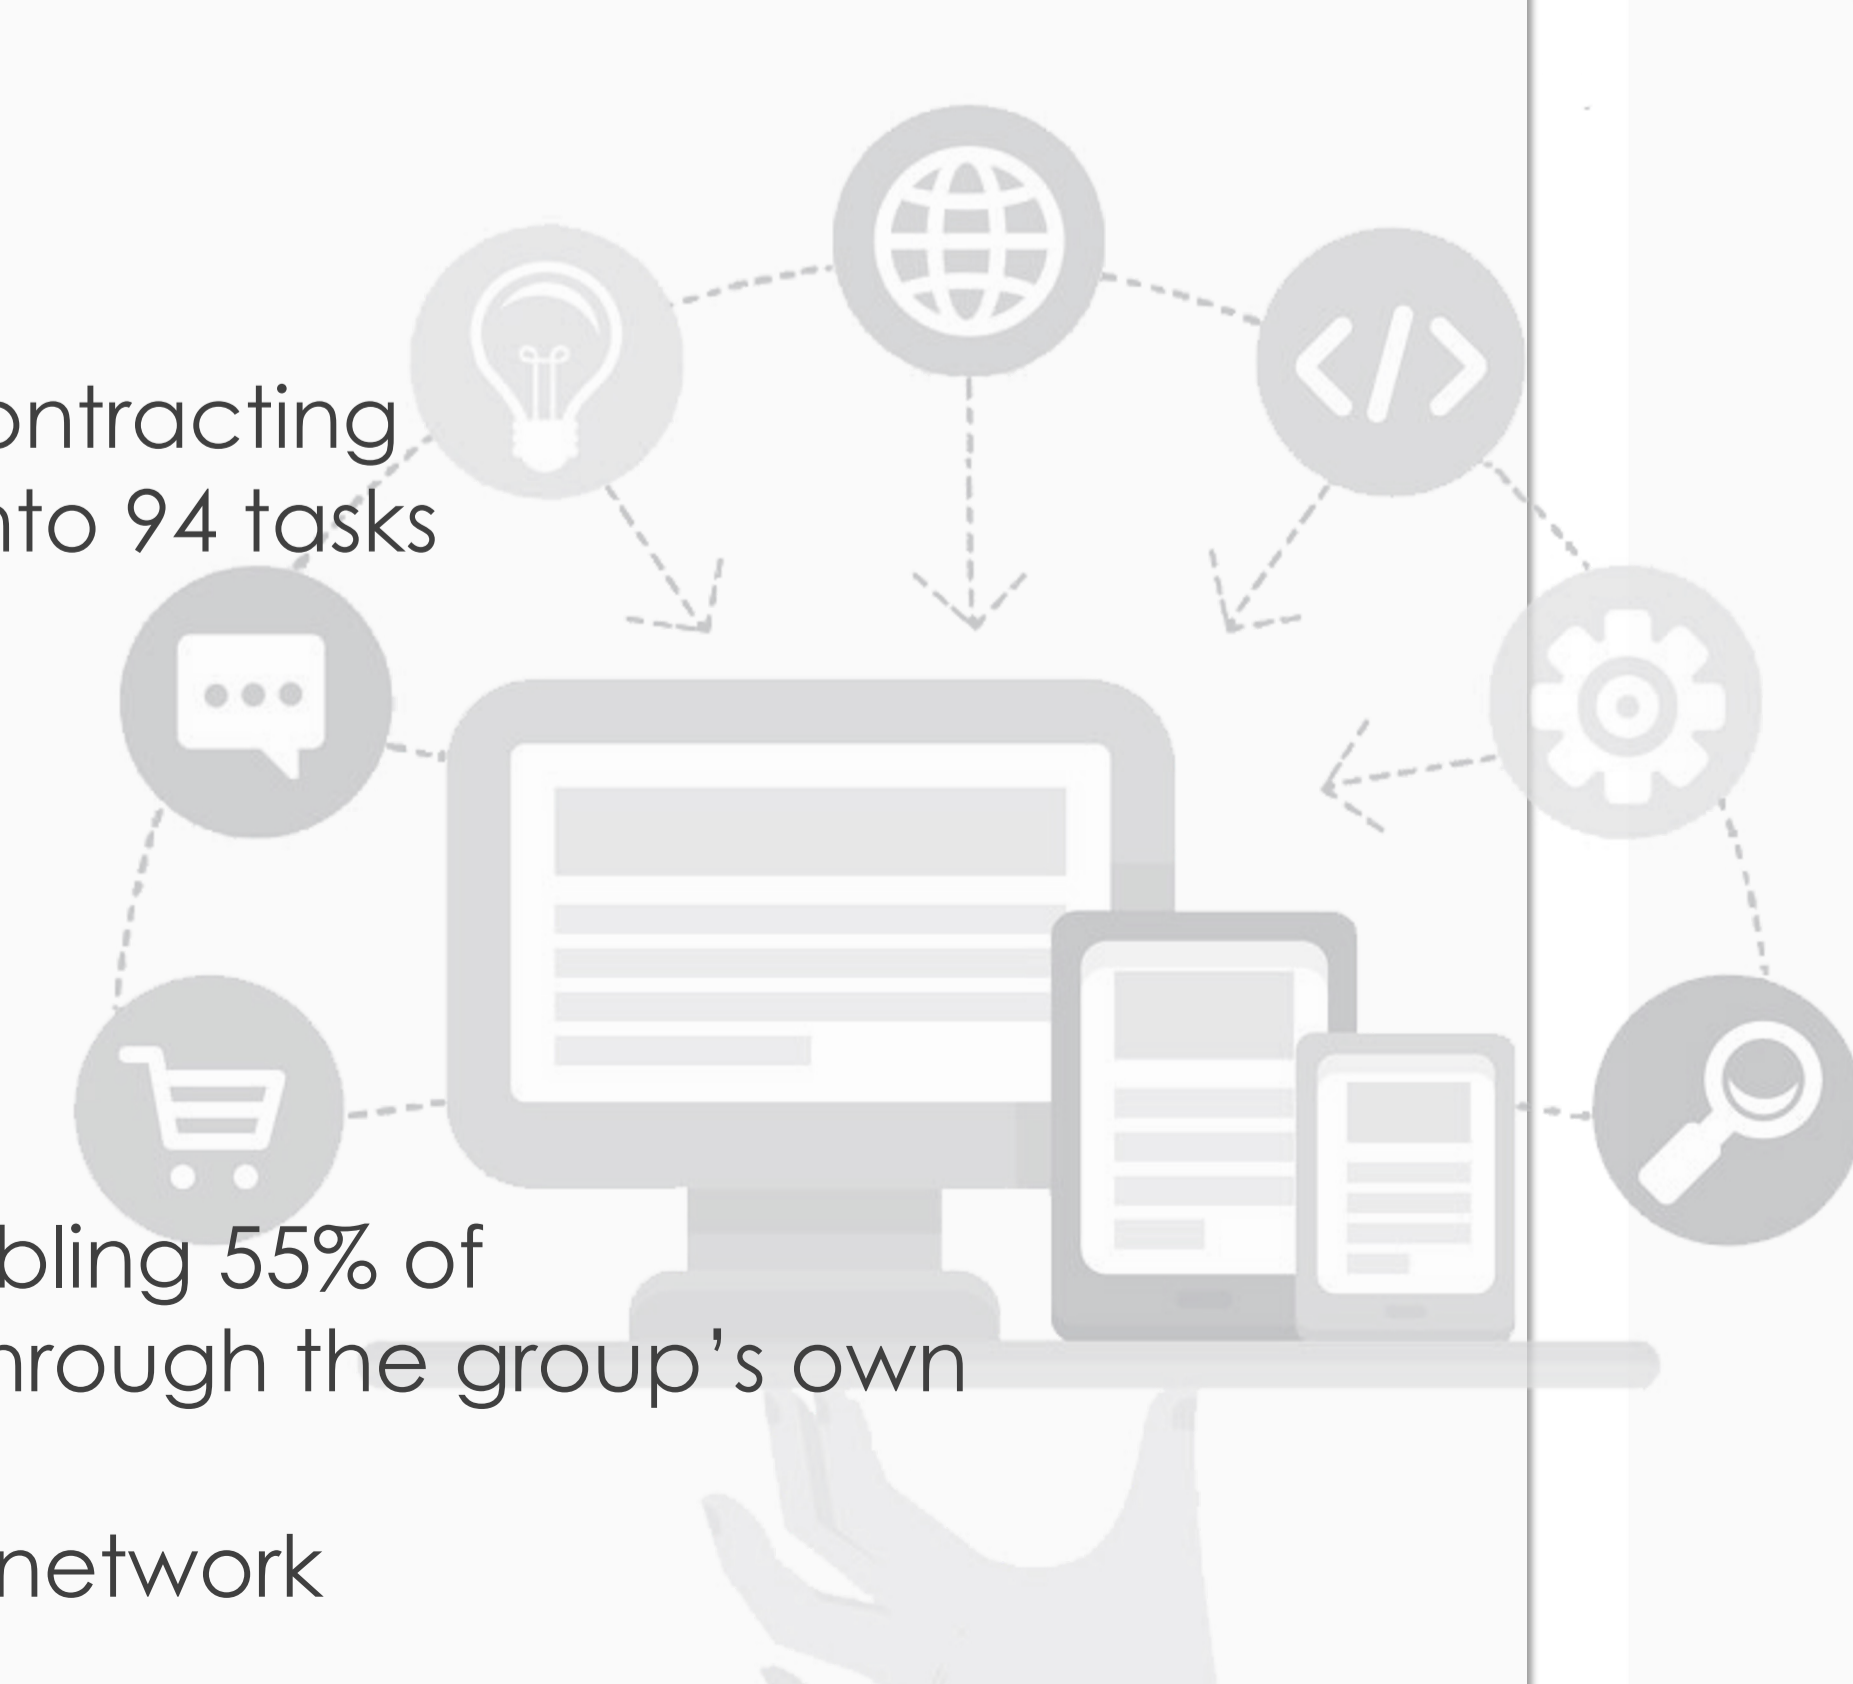 ontracting
nto 94 tasks
bling 55% of
hrough the group's own
network